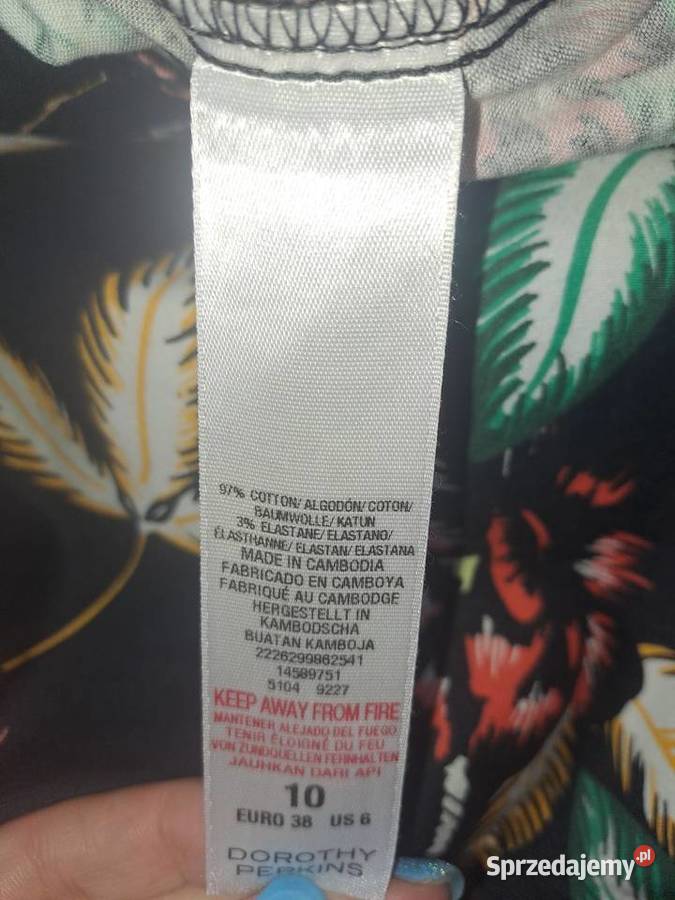 97% COTTON/ ALGODÓN/ COTON/
BAUMWOLLE/ KATUN
3% ELASTANE/ ELASTANO/
ÉLASTHANNE/ ELASTAN/ ELASTANA
MADE IN CAMBODIA
FABRICADO EN CAMBOYA
FABRIQUÉ AU CAMBODGE
HERGESTELLT IN
KAMBODSCHA
BUATAN KAMBOJA
2226299862541
14589751
5104 9227
KEEP AWAY FROM FIRE
MANTENER ALEJADO DEL FUEGO
TENIR ÉLOIGNÉ DU FEU
VON ZUNDQUELLEN FERNHALTEN
JAUHKAN DARI API
10
EURO 38 US 6
DOROTHY
PERKINS
Sprzedajemy.pl